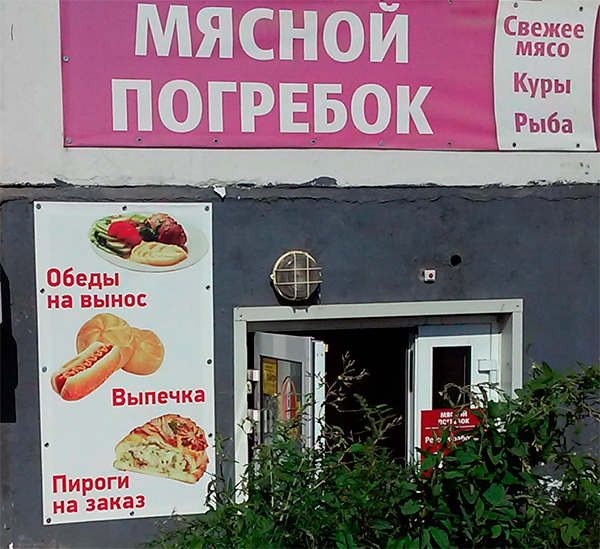 МЯСНОЙ
ПОГРЕБОК
Свежее
мясо
Куры
Рыба
Обеды
на вынос
Выпечка
Пироги
на заказ
МЯСНОЙ
ПОГРЕБОК